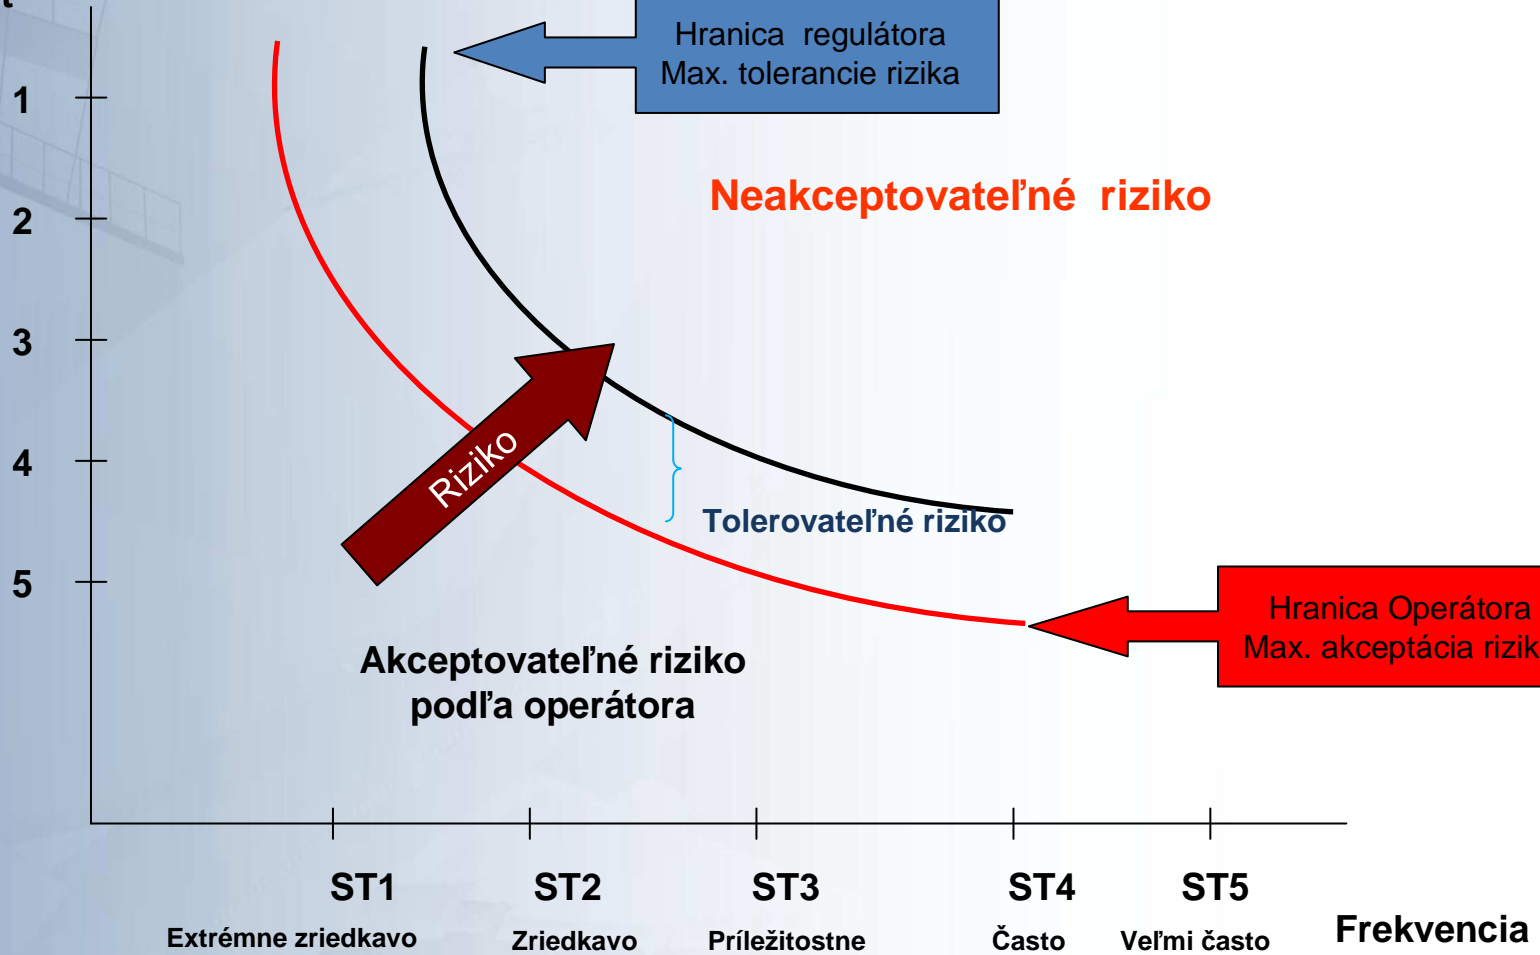 Hranica regulátora
Max. tolerancie rizika
1
Neakceptovateľné riziko
2
3
Riziko
4
Tolerovateľné riziko
5
Hranica Operátora
Max. akceptácia rizik
Akceptovateľné riziko
podľa operátora
ST1 ST2 ST3 ST4 ST5
Extrémne zriedkavo Zriedkavo Príležitostne Často Veľmi často Frekvencia